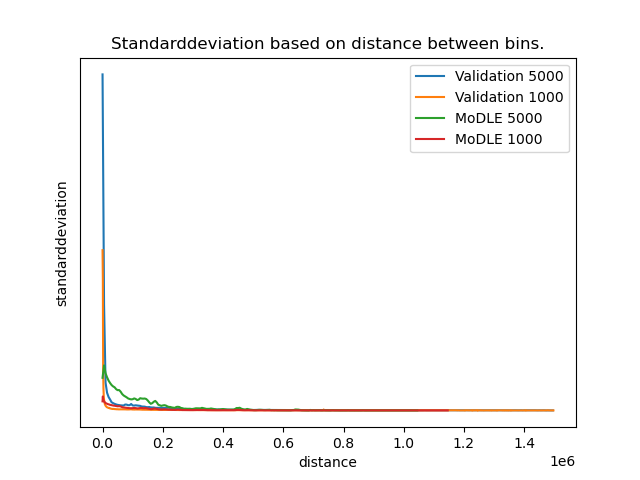 Standarddeviation based on distance between bins.
Validation 5000
Validation 1000
MoDLE 5000
MoDLE 1000
standarddeviation
0.0 0.2 0.4 0.6 0.8 1.0 1.2 1.4
1e6
distance